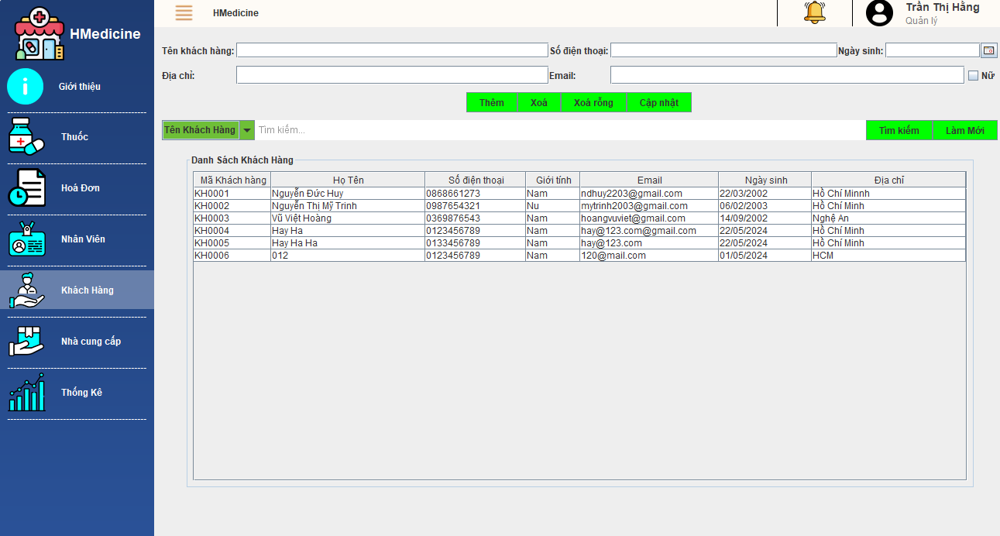 HMedicine
Giới thiệu
Thuốc
Hoá Đơn
Nhân Viên
Khách Hàng
Nhà cung cấp
Thống Kê
HMedicine
Trần Thị Hằng
Quản lý
Tên khách hàng: Số điện thoại: Ngày sinh:
Địa chỉ: Email: Nữ
Thêm Xoá Xoá rỗng Cập nhật
Tên Khách Hàng Tìm kiếm... Tìm kiếm Làm Mới
Danh Sách Khách Hàng
Mã Khách hàng Họ Tên Số điện thoại Giới tính Email Ngày sinh Địa chỉ
KH0001 Nguyễn Đức Huy 0868661273 Nam ndhuy2203@gmail.com 22/03/2002 Hồ Chí Minnh
KH0002 Nguyễn Thị Mỹ Trinh 0987654321 Nu mytrinh2003@gmail.com 06/02/2003 Hồ Chí Minh
KH0003 Vũ Việt Hoàng 0369876543 Nam hoangvuviet@gmail.com 14/09/2002 Nghệ An
KH0004 Hay Ha 0123456789 Nam hay@123.com@gmail.com 22/05/2024 Hồ Chí Minh
KH0005 Hay Ha Ha 0133456789 Nam hay@123.com 22/05/2024 Hồ Chí Minh
KH0006 012 0123456789 Nam 120@mail.com 01/05/2024 HCM